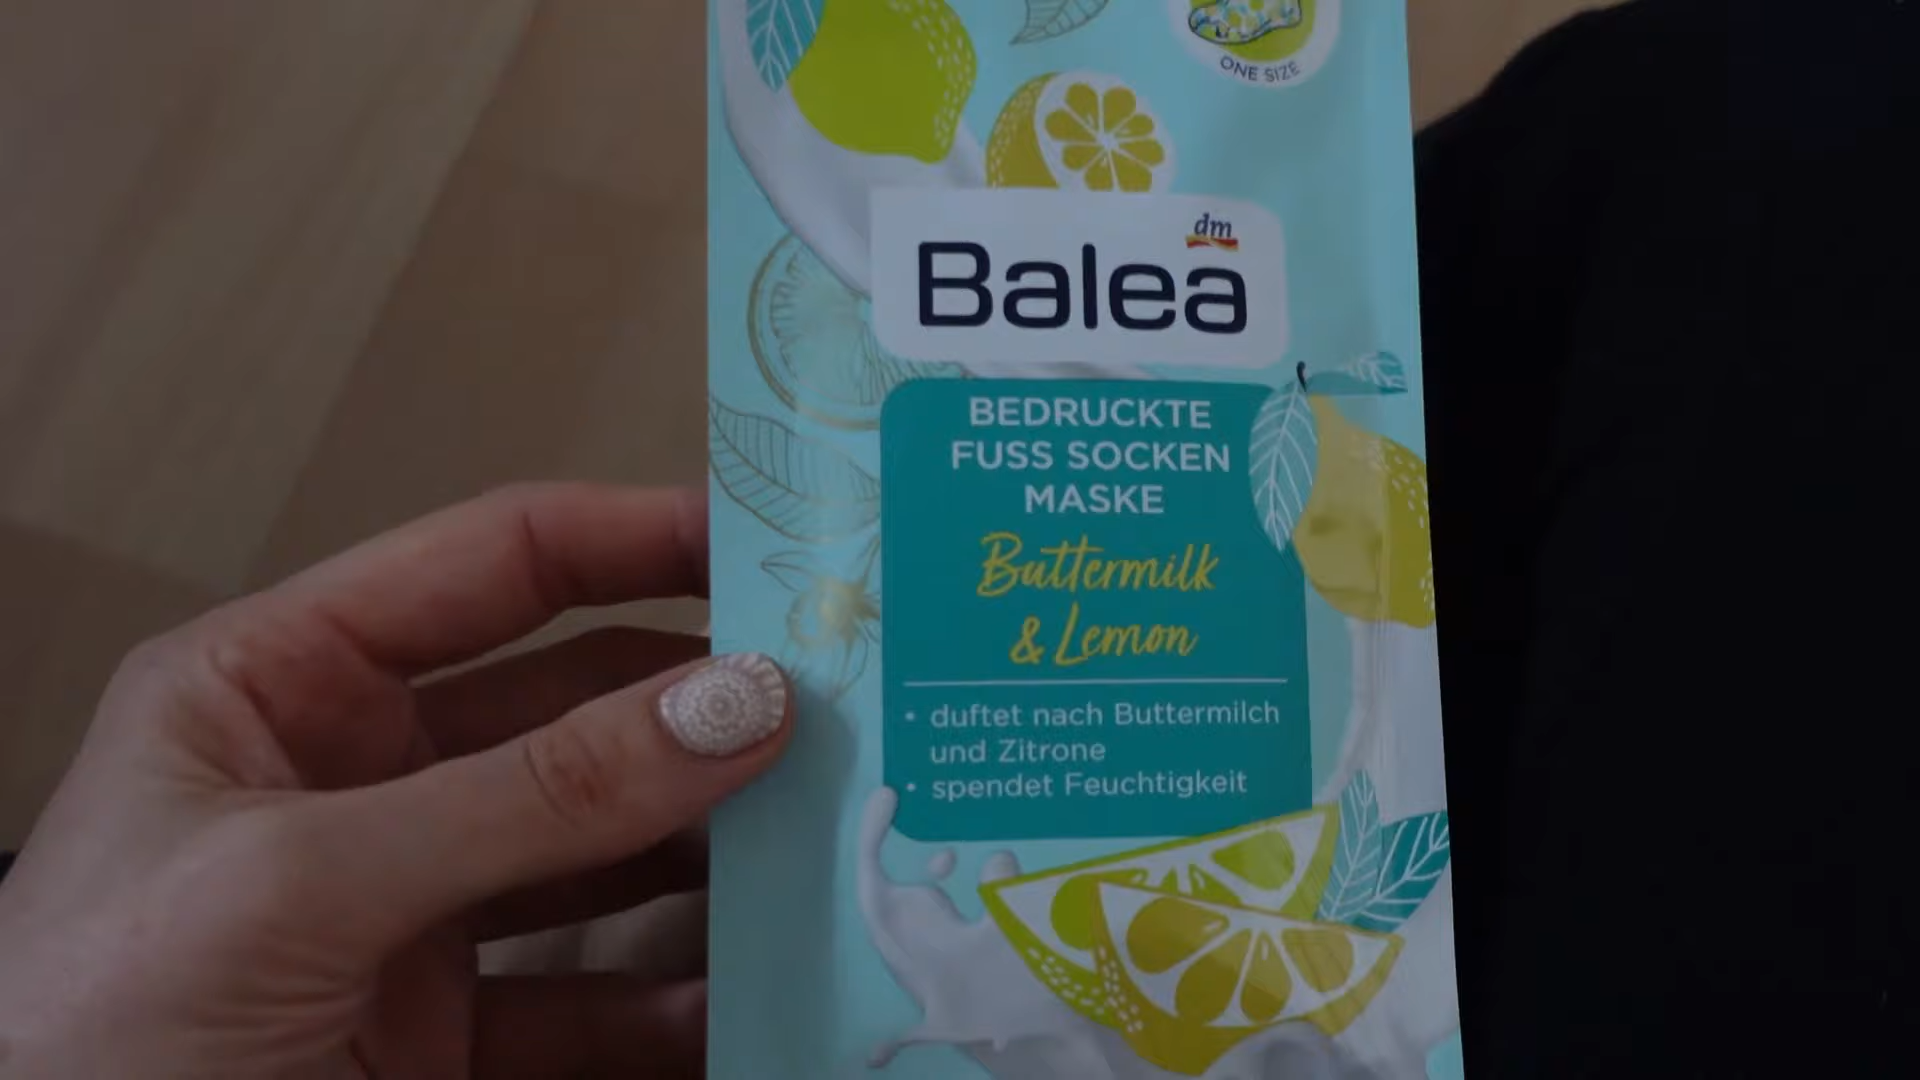 ONE SIZE
dm
Balea
BEDRUCKTE
FUSS SOCKEN
MASKE
Buttermilk
& Lemon
• duftet nach Buttermilch
und Zitrone
• spendet Feuchtigkeit